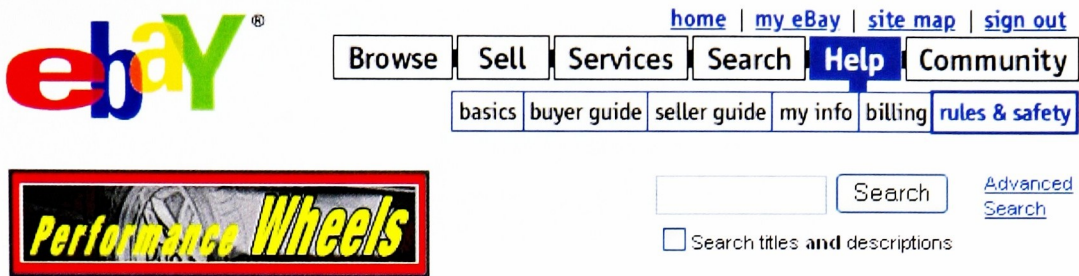 ebaY®
home | my eBay | site map | sign out
Browse Sell Services Search Help Community
basics buyer guide seller guide my info billing rules & safety
Performance Wheels
Search
Advanced
Search
Search titles and descriptions